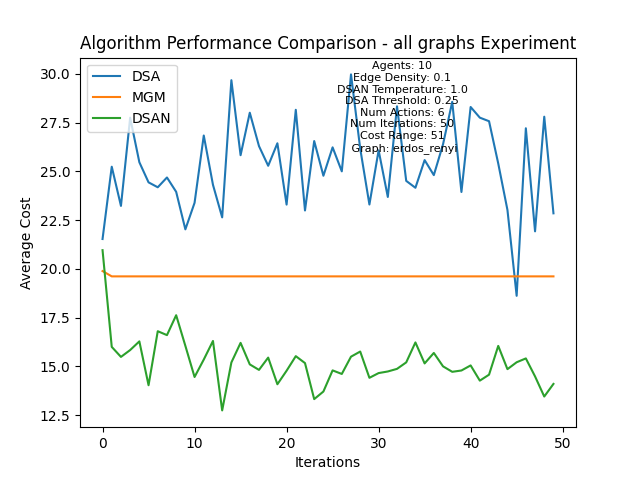 Algorithm Performance Comparison - all graphs Experiment
DSA
MGM
DSAN
Agents: 10
Edge Density: 0.1
DSAN Temperature: 1.0
DSA Threshold: 0.25
Num Actions: 6
Num Iterations: 50
Cost Range: 51
Graph: erdos_renyi
Average Cost
30.0
27.5
25.0
22.5
20.0
17.5
15.0
12.5
0 10 20 30 40 50
Iterations